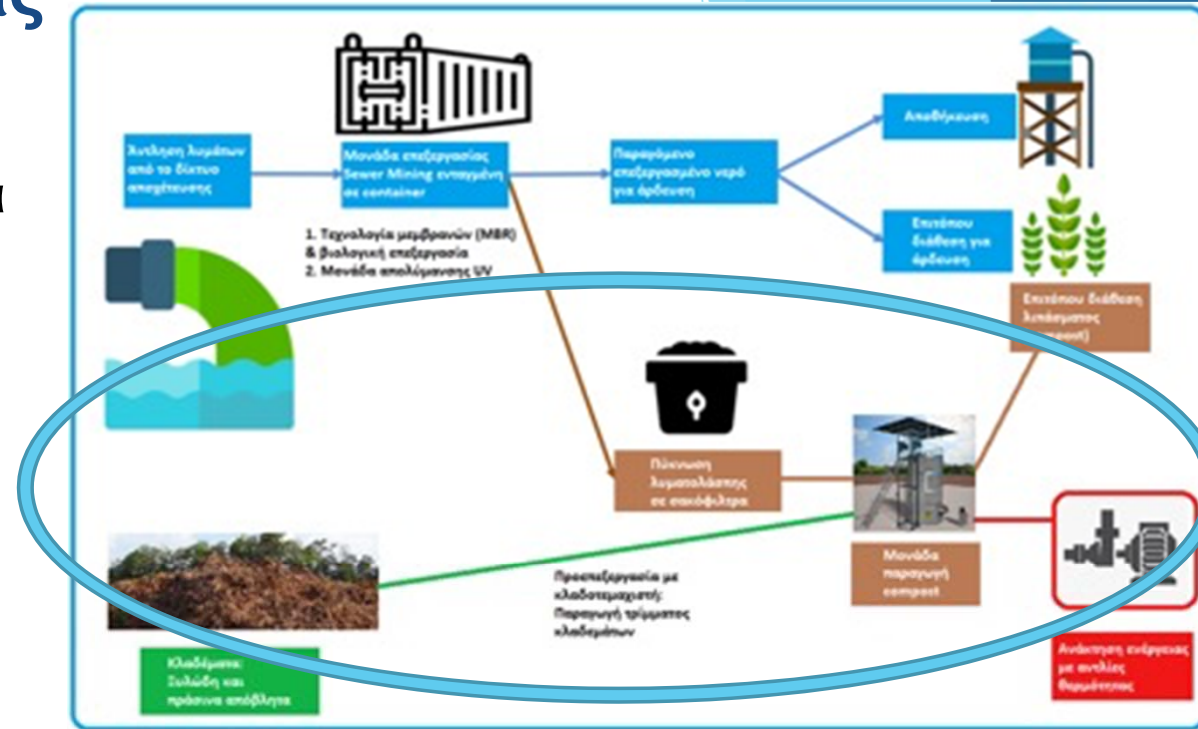 ας
α
Άντληση λυμάτων
από το δίκτυο
αποχέτευσης
Μονάδα επεξεργασίας
Sewer Mining ενταγμένη
σε container
Παραγόμενο
επεξεργασμένο νερό
για άρδευση
Αποθήκευση
Επιτόπου
διάθεση για
άρδευση
1. Τεχνολογία μεμβρανών (MBR)
& βιολογική επεξεργασία
2. Μονάδα απολύμανσης UV
Επιτόπου διάθεση
λιπάσματος
Πύκνωση
λυματολάσπης
σε σακόφιλτρα
Μονάδα
παραγωγή
compost
Προεπεξεργασία με
κλαδοτεμαχιστή:
Παραγωγή τρίμματος
κλαδεμάτων
Κλαδέματα:
Ξυλώδη και
πράσινα απόβλητα
Ανάκτηση ενέργειας
με αντλίες
θερμότητας